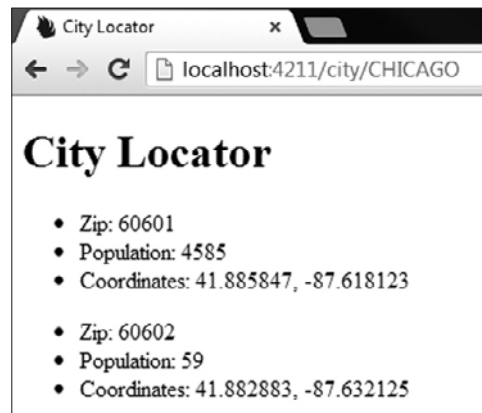 City Locator
localhost:4211/city/CHICAGO
City Locator
Zip: 60601
Population: 4585
Coordinates: 41.885847, -87.618123
Zip: 60602
Population: 59
Coordinates: 41.882883, -87.632125